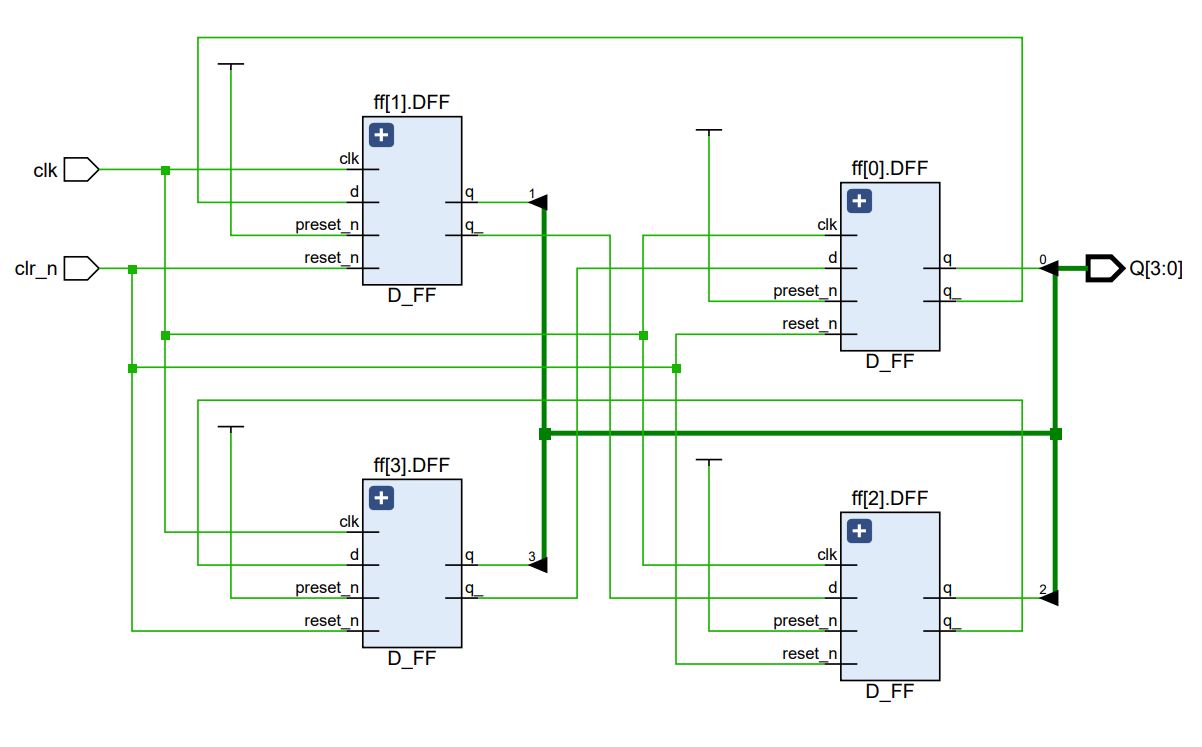 ff[1].DFF
clk
d
preset_n
reset_n
q
q_
1
D_FF
clk
clr_n
ff[0].DFF
clk
d
preset_n
reset_n
q
q_
0
D_FF
Q[3:0]
ff[3].DFF
clk
d
preset_n
reset_n
q
q_
3
D_FF
ff[2].DFF
clk
d
preset_n
reset_n
q
q_
2
D_FF